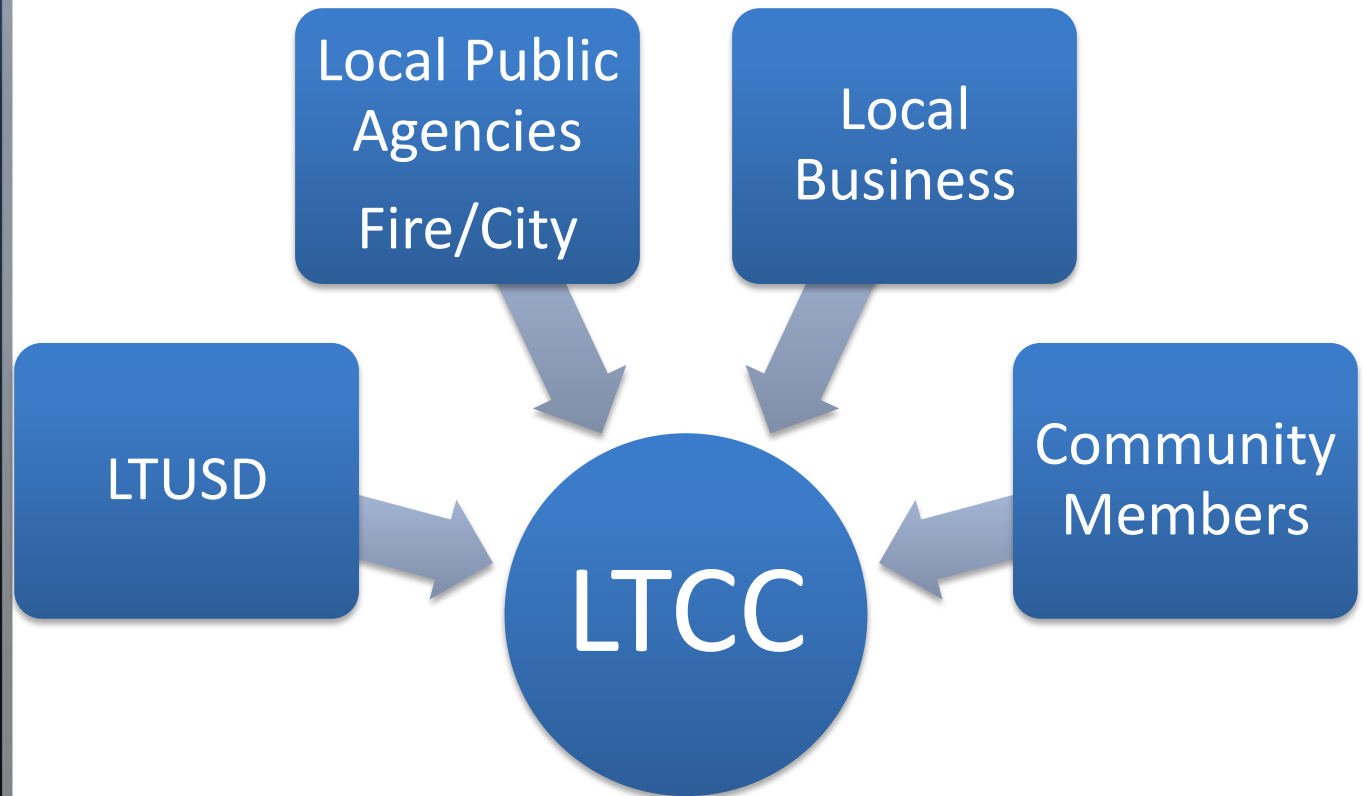 Local Public
Agencies
Fire/City
Local
Business
LTUSD
Community
Members
LTCC